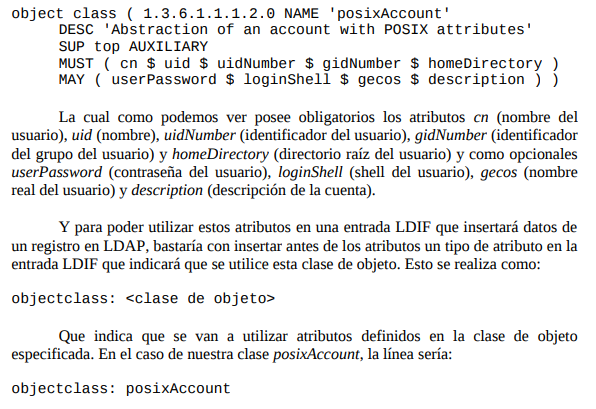 object class ( 1.3.6.1.1.1.2.0 NAME 'posixAccount'
DESC 'Abstraction of an account with POSIX attributes'
SUP top AUXILIARY
MUST ( cn $ uid $ uidNumber $ gidNumber $ homeDirectory )
MAY ( userPassword $ loginShell $ gecos $ description ) )
La cual como podemos ver posee obligatorios los atributos cn (nombre del
usuario), uid (nombre), uidNumber (identificador del usuario), gidNumber (identificador
del grupo del usuario) y homeDirectory (directorio raíz del usuario) y como opcionales
userPassword (contraseña del usuario), loginShell (shell del usuario), gecos (nombre
real del usuario) y description (descripción de la cuenta).
Y para poder utilizar estos atributos en una entrada LDIF que insertará datos de
un registro en LDAP, bastaría con insertar antes de los atributos un tipo de atributo en la
entrada LDIF que indicará que se utilice esta clase de objeto. Esto se realiza como:
objectclass: <clase de objeto>
Que indica que se van a utilizar atributos definidos en la clase de objeto
especificada. En el caso de nuestra clase posixAccount, la línea sería:
objectclass: posixAccount